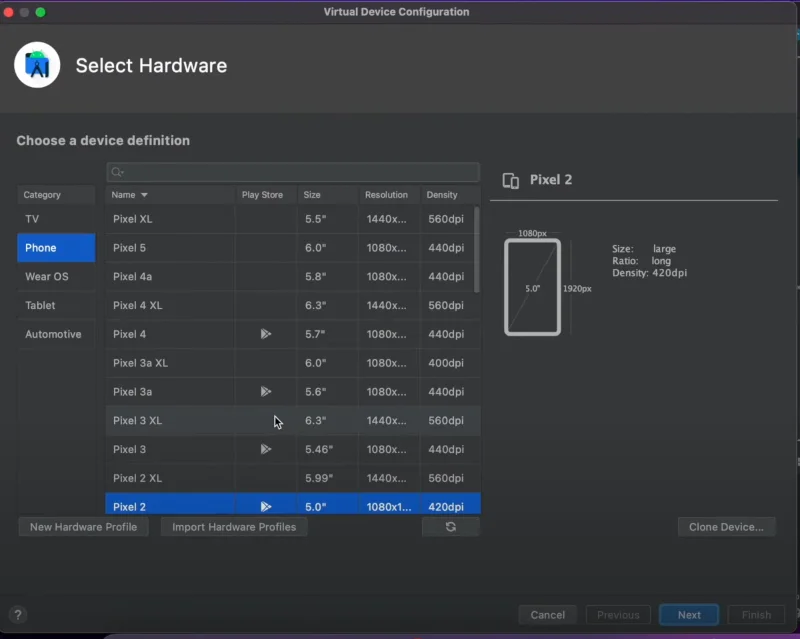 Virtual Device Configuration
Select Hardware
Choose a device definition
Category
TV
Phone
Wear OS
Tablet
Automotive
Name Play Store Size Resolution Density
Pixel XL 5.5" 1440x... 560dpi
Pixel 5 6.0" 1080x... 440dpi
Pixel 4a 5.8" 1080x... 440dpi
Pixel 4 XL 6.3" 1440x... 560dpi
Pixel 4 5.7" 1080x... 440dpi
Pixel 3a XL 6.0" 1080x... 400dpi
Pixel 3a 5.6" 1080x... 440dpi
Pixel 3 XL 6.3" 1440x... 560dpi
Pixel 3 5.46" 1080x... 440dpi
Pixel 2 XL 5.99" 1440x... 560dpi
Pixel 2 5.0" 1080x1... 420dpi
Pixel 2
1080px
5.0"
1920px
Size: large
Ratio: long
Density: 420dpi
New Hardware Profile
Import Hardware Profiles
Clone Device...
?
Cancel
Previous
Next
Finish